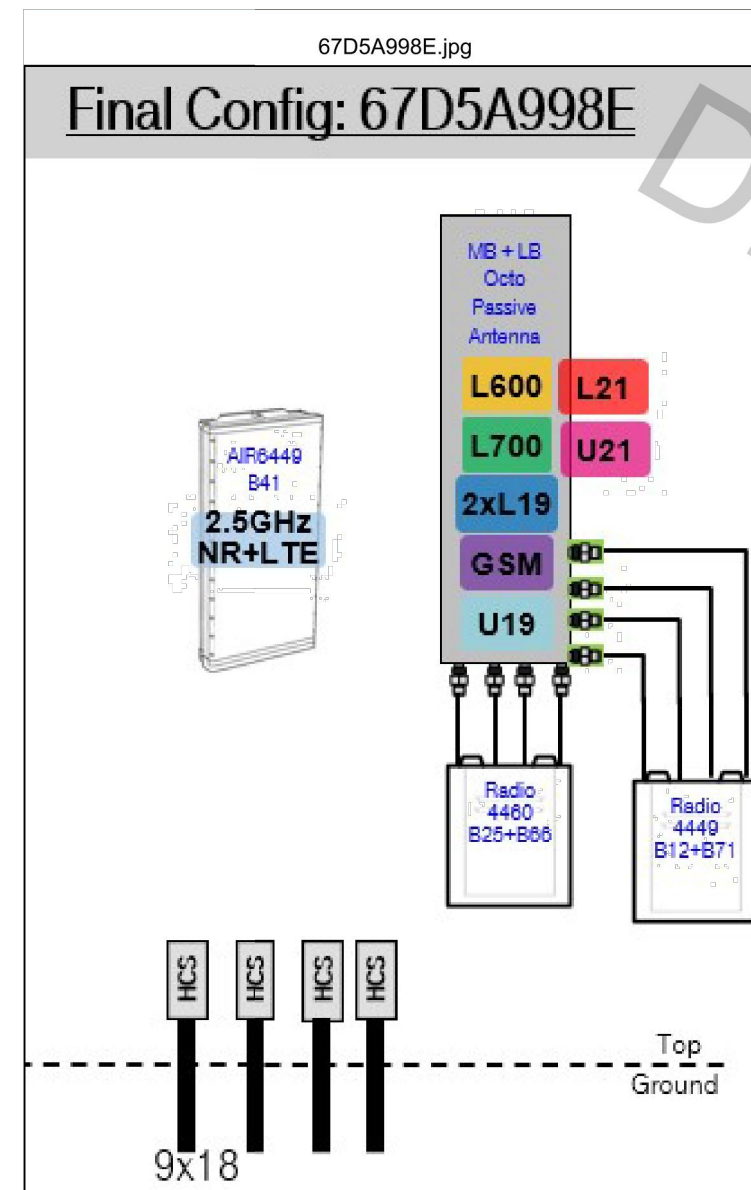 67D5A998E.jpg
Final Config: 67D5A998E
MB + LB
Octo
Passive
Antenna
L600
L21
L700
U21
2xL19
GSM
U19
AIR6449
B41
2.5GHz
NR+LTE
Radio
4460
B25+B66
Radio
4449
B12+B71
HCS
HCS
HCS
HCS
Top
Ground
9x18